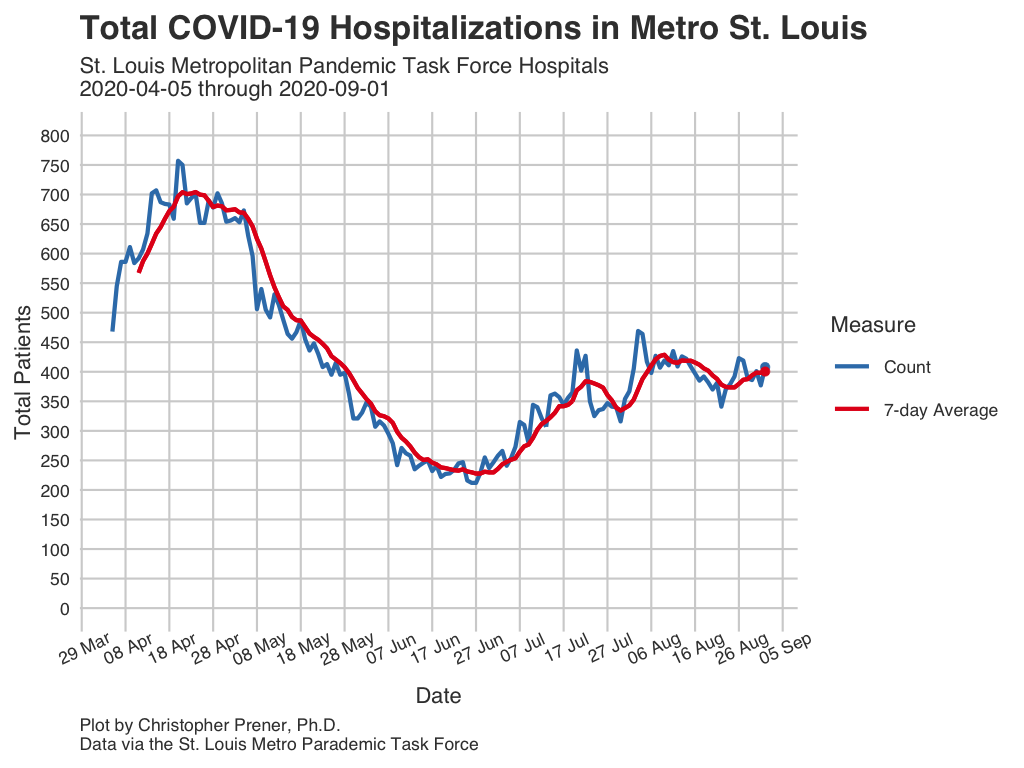 Total COVID-19 Hospitalizations in Metro St. Louis
St. Louis Metropolitan Pandemic Task Force Hospitals
2020-04-05 through 2020-09-01
800
750
700
650
600
550
500
450
400
350
300
250
200
150
100
50
0
Total Patients
29 Mar
08 Apr
18 Apr
28 Apr
08 May
18 May
28 May
07 Jun
17 Jun
27 Jun
07 Jul
17 Jul
27 Jul
06 Aug
16 Aug
26 Aug
05 Sep
Date
Measure
Count
7-day Average
Plot by Christopher Prener, Ph.D.
Data via the St. Louis Metro Parademic Task Force